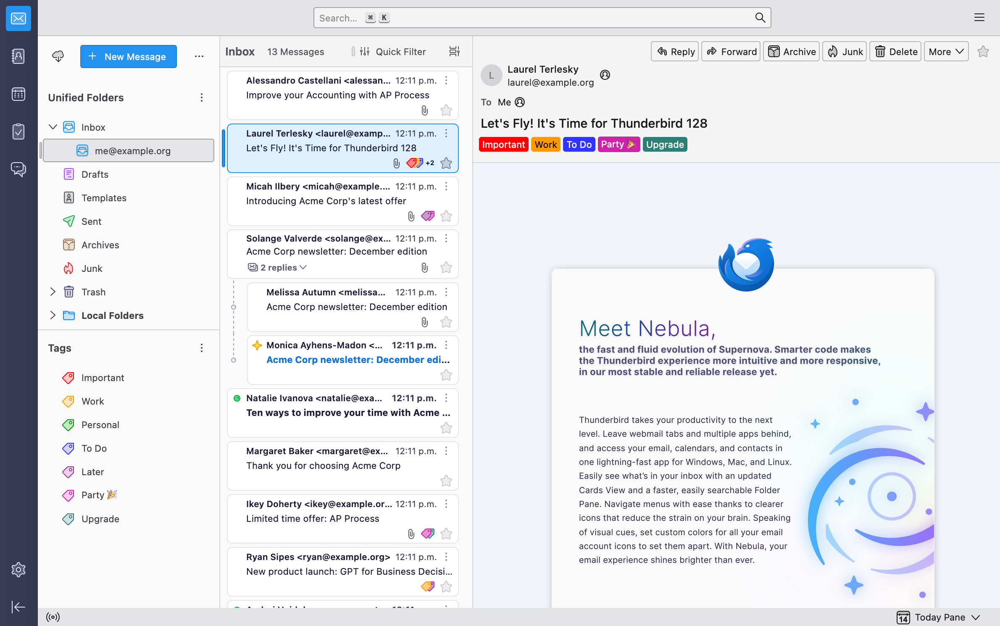 Search... ⌘ K
New Message
Unified Folders
Inbox
me@example.org
Drafts
Templates
Sent
Archives
Junk
Trash
Local Folders
Tags
Important
Work
Personal
To Do
Later
Party 🎉
Upgrade
Inbox 13 Messages Quick Filter
Alessandro Castellani <alessan... 12:11 p.m.
Improve your Accounting with AP Process
Laurel Terlesky <laurel@examp... 12:11 p.m.
Let's Fly! It's Time for Thunderbird 128
+2
Micah Ilbery <micah@example.... 12:11 p.m.
Introducing Acme Corp's latest offer
Solange Valverde <solange@ex... 12:11 p.m.
Acme Corp newsletter: December edition
2 replies
Melissa Autumn <melissa... 12:11 p.m.
Acme Corp newsletter: December edition
Monica Ayhens-Madon <... 12:11 p.m.
Acme Corp newsletter: December edi...
Natalie Ivanova <natalie@exa... 12:11 p.m.
Ten ways to improve your time with Acme ...
Margaret Baker <margaret@ex... 12:11 p.m.
Thank you for choosing Acme Corp
Ikey Doherty <ikey@example.or... 12:11 p.m.
Limited time offer: AP Process
Ryan Sipes <ryan@example.org> 12:11 p.m.
New product launch: GPT for Business Decisi...
Reply Forward Archive Junk Delete More
L
Laurel Terlesky
laurel@example.org
To Me
Let's Fly! It's Time for Thunderbird 128
Important Work To Do Party 🎉 Upgrade
Meet Nebula,
the fast and fluid evolution of Supernova. Smarter code makes
the Thunderbird experience more intuitive and more responsive,
in our most stable and reliable release yet.
Thunderbird takes your productivity to the next
level. Leave webmail tabs and multiple apps behind,
and access your email, calendars, and contacts in
one lightning-fast app for Windows, Mac, and Linux.
Easily see what’s in your inbox with an updated
Cards View and a faster, easily searchable Folder
Pane. Navigate menus with ease thanks to clearer
icons that reduce the strain on your brain. Speaking
of visual cues, set custom colors for all your email
account icons to set them apart. With Nebula, your
email experience shines brighter than ever.
14 Today Pane